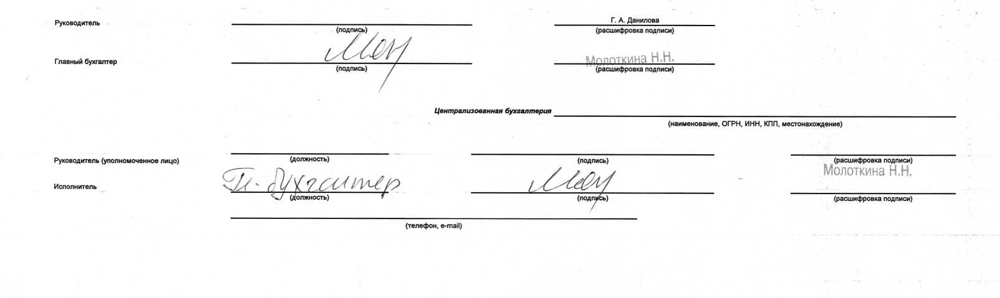 Руководитель Г. А. Данилова
(подпись) (расшифровка подписи)
Главный бухгалтер Молоткина Н.Н.
(подпись) (расшифровка подписи)
Централизованная бухгалтерия
(наименование, ОГРН, ИНН, КПП, местонахождение)
Руководитель (уполномоченное лицо)
(должность) (подпись) (расшифровка подписи)
Исполнитель Гл. бухгалтер Молоткина Н.Н.
(должность) (подпись) (расшифровка подписи)
(телефон, e-mail)